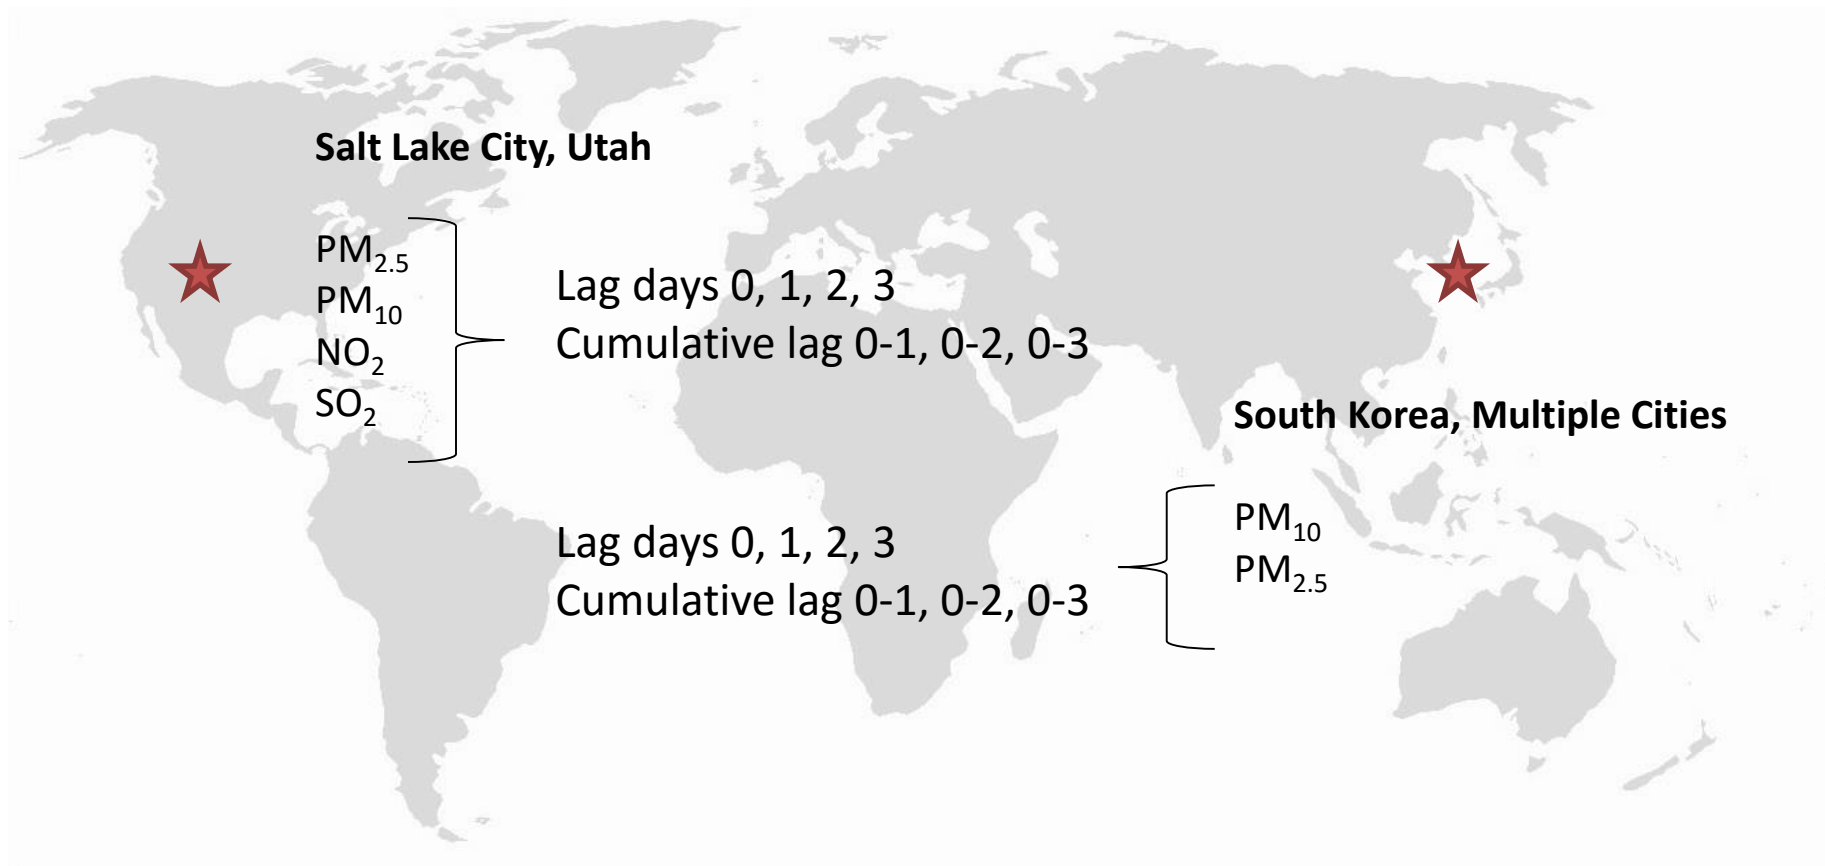 Salt Lake City, Utah
PM2.5
PM10
NO2
SO2
Lag days 0, 1, 2, 3
Cumulative lag 0-1, 0-2, 0-3
South Korea, Multiple Cities
PM10
PM2.5
Lag days 0, 1, 2, 3
Cumulative lag 0-1, 0-2, 0-3